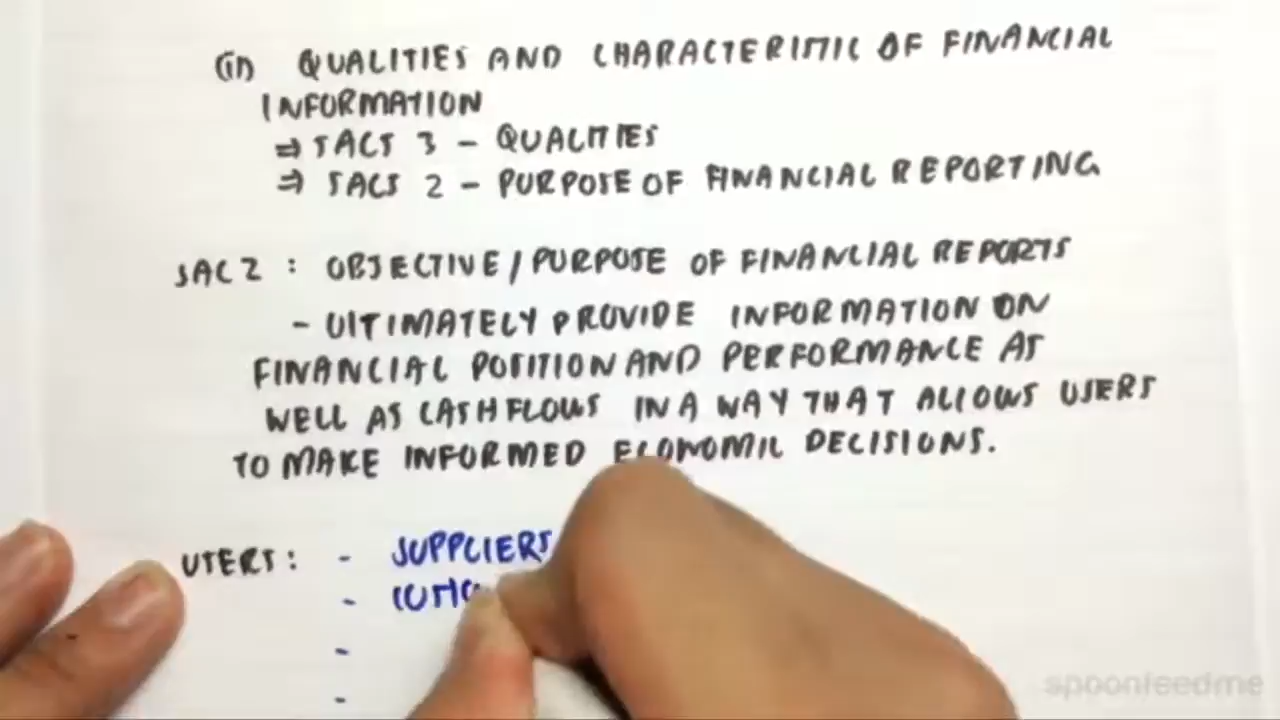 (ii) QUALITIES AND CHARACTERISTIC OF FINANCIAL
INFORMATION
⇒ SACS 3 - QUALITIES
⇒ SACS 2 - PURPOSE OF FINANCIAL REPORTING
SAC 2 : OBJECTIVE/PURPOSE OF FINANCIAL REPORTS
- ULTIMATELY PROVIDE INFORMATION ON
FINANCIAL POSITION AND PERFORMANCE AS
WELL AS CASHFLOWS IN A WAY THAT ALLOWS USERS
TO MAKE INFORMED ECONOMIC DECISIONS.
USERS : - SUPPLIERS
-
-
-
spoonfeedme